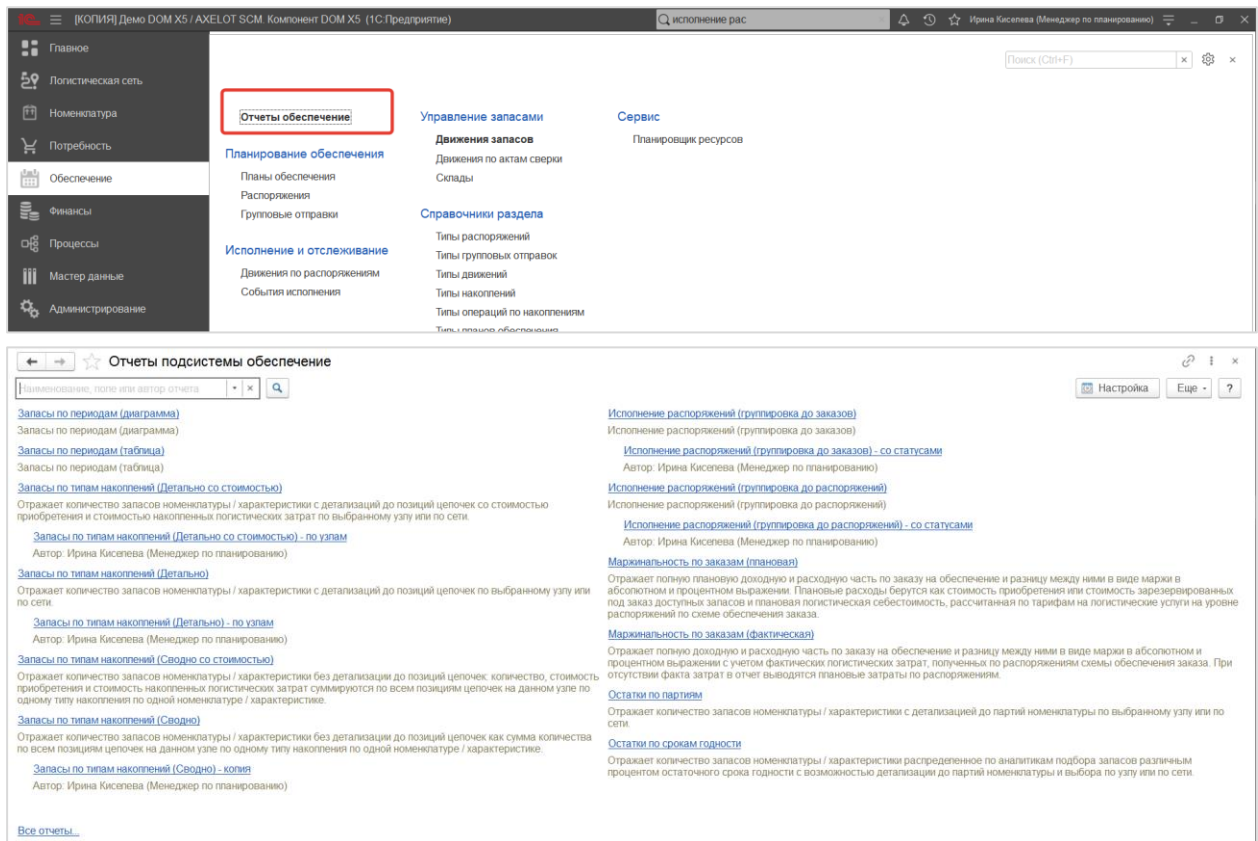 [КОПИЯ] Демо DOM X5 / AXELOT SCM. Компонент DOM X5 (1С:Предприятие)
исполнение рас
Ирина Киселева (Менеджер по планированию)
Главное
Логистическая сеть
Номенклатура
Потребность
Обеспечение
Финансы
Процессы
Мастер данные
Администрирование
Поиск (Ctrl+F)
Отчеты обеспечение
Планирование обеспечения
Планы обеспечения
Распоряжения
Групповые отправки
Исполнение и отслеживание
Движения по распоряжениям
События исполнения
Управление запасами
Движения запасов
Движения по актам сверки
Склады
Справочники раздела
Типы распоряжений
Типы групповых отправок
Типы движений
Типы накоплений
Типы операций по накоплениям
Типы планов обеспечения
Сервис
Планировщик ресурсов
Отчеты подсистемы обеспечение
Наименование, поле или автор отчета
Настройка
Еще
?
Запасы по периодам (диаграмма)
Запасы по периодам (диаграмма)
Запасы по периодам (таблица)
Запасы по периодам (таблица)
Запасы по типам накоплений (Детально со стоимостью)
Отражает количество запасов номенклатуры / характеристики с детализаций до позиций цепочек со стоимостью
приобретения и стоимостью накопленных логистических затрат по выбранному узлу или по сети.
Запасы по типам накоплений (Детально со стоимостью) - по узлам
Автор: Ирина Киселева (Менеджер по планированию)
Запасы по типам накоплений (Детально)
Отражает количество запасов номенклатуры / характеристики с детализаций до позиций цепочек по выбранному узлу или
по сети.
Запасы по типам накоплений (Детально) - по узлам
Автор: Ирина Киселева (Менеджер по планированию)
Запасы по типам накоплений (Сводно со стоимостью)
Отражает количество запасов номенклатуры / характеристики без детализации до позиций цепочек: количество, стоимость
приобретения и стоимость накопленных логистических затрат суммируются по всем позициям цепочек на данном узле по
одному типу накопления по одной номенклатуре / характеристике.
Запасы по типам накоплений (Сводно)
Отражает количество запасов номенклатуры / характеристики без детализации до позиций цепочек как сумма количества
по всем позициям цепочек на данном узле по одному типу накопления по одной номенклатуре / характеристике.
Запасы по типам накоплений (Сводно) - копия
Автор: Ирина Киселева (Менеджер по планированию)
Все отчеты...
Исполнение распоряжений (группировка до заказов)
Исполнение распоряжений (группировка до заказов)
Исполнение распоряжений (группировка до заказов) - со статусами
Автор: Ирина Киселева (Менеджер по планированию)
Исполнение распоряжений (группировка до распоряжений)
Исполнение распоряжений (группировка до распоряжений)
Исполнение распоряжений (группировка до распоряжений) - со статусами
Автор: Ирина Киселева (Менеджер по планированию)
Маржинальность по заказам (плановая)
Отражает полную плановую доходную и расходную часть по заказу на обеспечение и разницу между ними в виде маржи в
абсолютном и процентном выражении. Плановые расходы берутся как стоимость приобретения или стоимость зарезервированных
под заказ доступных запасов и плановая логистическая себестоимость, рассчитанная по тарифам на логистические услуги на уровне
распоряжений по схеме обеспечения заказа.
Маржинальность по заказам (фактическая)
Отражает полную доходную и расходную часть по заказу на обеспечение и разницу между ними в виде маржи в абсолютном и
процентном выражении с учетом фактических логистических затрат, полученных по распоряжениям схемы обеспечения заказа. При
отсутствии факта затрат в отчет выводятся плановые затраты по распоряжениям.
Остатки по партиям
Отражает количество запасов номенклатуры / характеристики с детализацией до партий номенклатуры по выбранному узлу или по
сети.
Остатки по срокам годности
Отражает количество запасов номенклатуры / характеристики распределенное по аналитикам подбора запасов различным
процентом остаточного срока годности с возможностью детализации до партий номенклатуры и выбора по узлу или по сети.